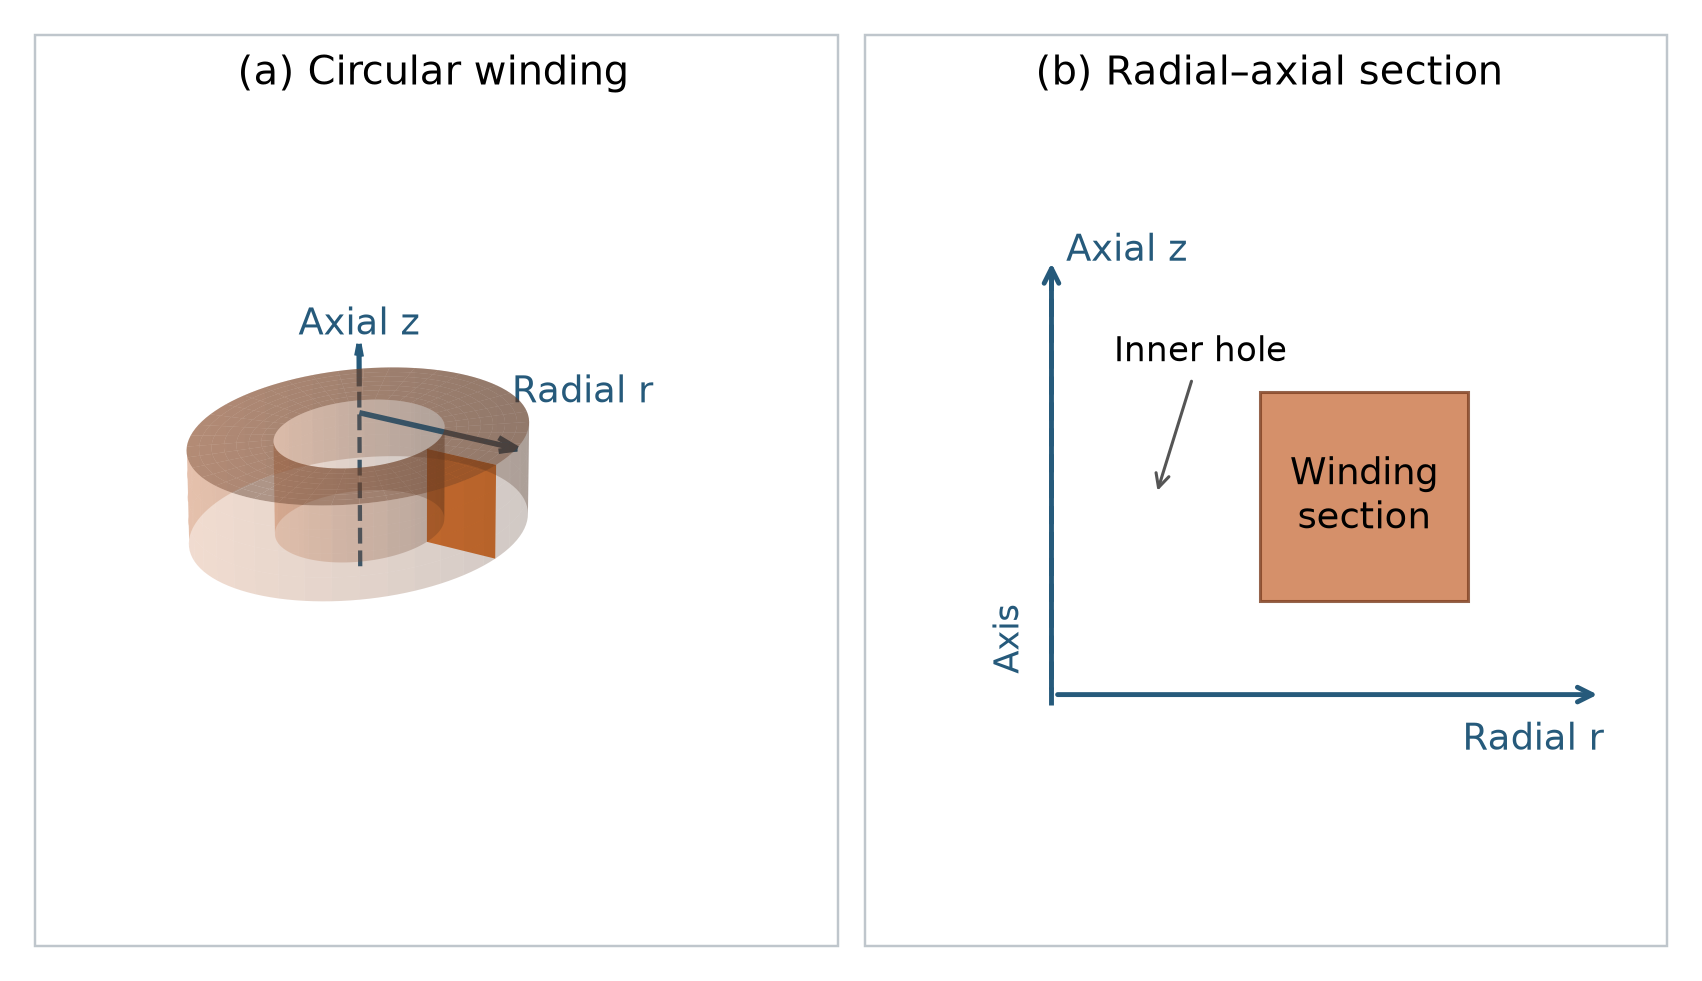 (a) Circular winding
Axial z
Radial r
(b) Radial–axial section
Axial z
Inner hole
Winding
section
Axis
Radial r